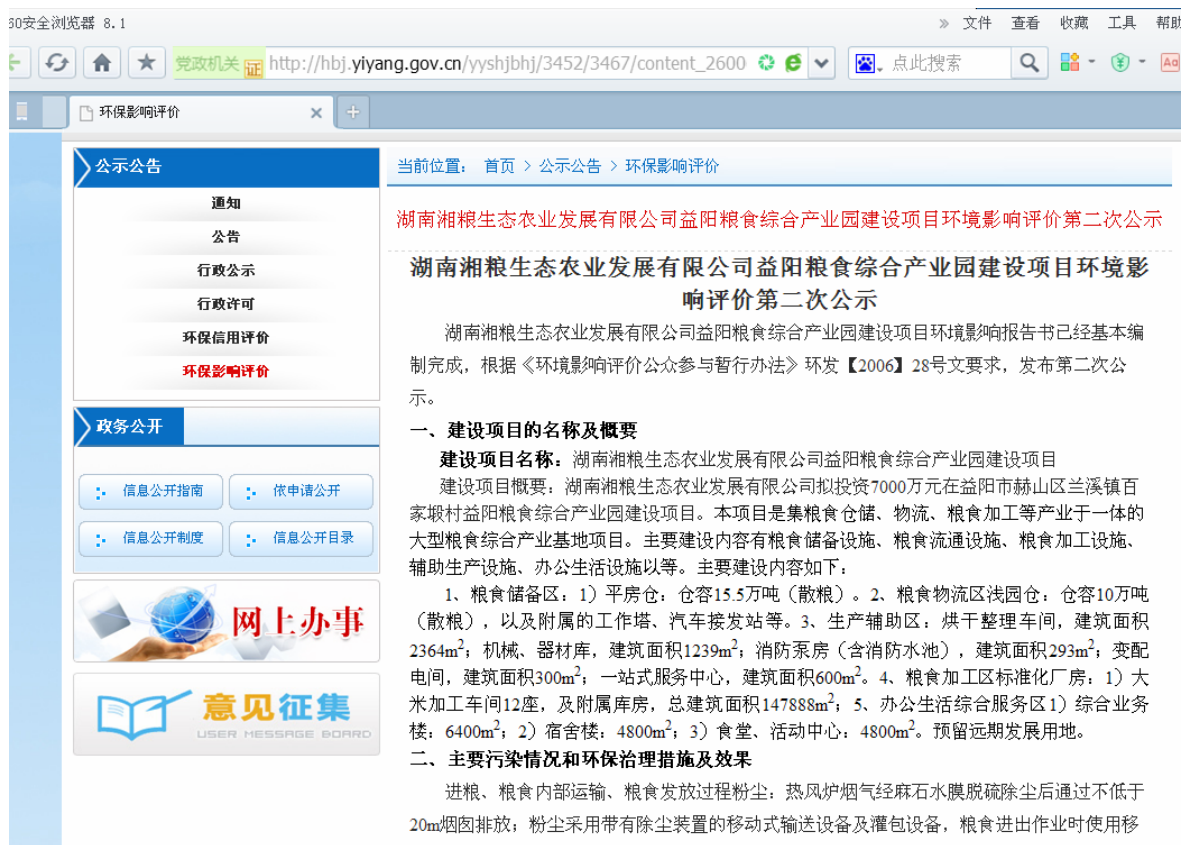 60安全浏览器 8.1
» 文件 查看 收藏 工具 帮助
党政机关 证 http://hbj.yiyang.gov.cn/yyshjbhj/3452/3467/content_2600 点此搜索
环保影响评价
公示公告
通知
公告
行政公示
行政许可
环保信用评价
环保影响评价
政务公开
信息公开指南 依申请公开
信息公开制度 信息公开目录
网上办事
意见征集
USER MESSAGE BOARD
当前位置： 首页 > 公示公告 > 环保影响评价
湖南湘粮生态农业发展有限公司益阳粮食综合产业园建设项目环境影响评价第二次公示
湖南湘粮生态农业发展有限公司益阳粮食综合产业园建设项目环境影
响评价第二次公示
湖南湘粮生态农业发展有限公司益阳粮食综合产业园建设项目环境影响报告书已经基本编
制完成，根据《环境影响评价公众参与暂行办法》环发【2006】28号文要求，发布第二次公
示。
一、建设项目的名称及概要
建设项目名称：湖南湘粮生态农业发展有限公司益阳粮食综合产业园建设项目
建设项目概要：湖南湘粮生态农业发展有限公司拟投资7000万元在益阳市赫山区兰溪镇百
家塅村益阳粮食综合产业园建设项目。本项目是集粮食仓储、物流、粮食加工等产业于一体的
大型粮食综合产业基地项目。主要建设内容有粮食储备设施、粮食流通设施、粮食加工设施、
辅助生产设施、办公生活设施以等。主要建设内容如下：
1、粮食储备区：1）平房仓：仓容15.5万吨（散粮）。2、粮食物流区浅园仓：仓容10万吨
（散粮），以及附属的工作塔、汽车接发站等。3、生产辅助区：烘干整理车间，建筑面积
2364m²；机械、器材库，建筑面积1239m²；消防泵房（含消防水池），建筑面积293m²；变配
电间，建筑面积300m²；一站式服务中心，建筑面积600m²。4、粮食加工区标准化厂房：1）大
米加工车间12座，及附属库房，总建筑面积147888m²；5、办公生活综合服务区1）综合业务
楼：6400m²；2）宿舍楼：4800m²；3）食堂、活动中心：4800m²。预留远期发展用地。
二、主要污染情况和环保治理措施及效果
进粮、粮食内部运输、粮食发放过程粉尘：热风炉烟气经麻石水膜脱硫除尘后通过不低于
20m烟囱排放；粉尘采用带有除尘装置的移动式输送设备及灌包设备，粮食进出作业时使用移